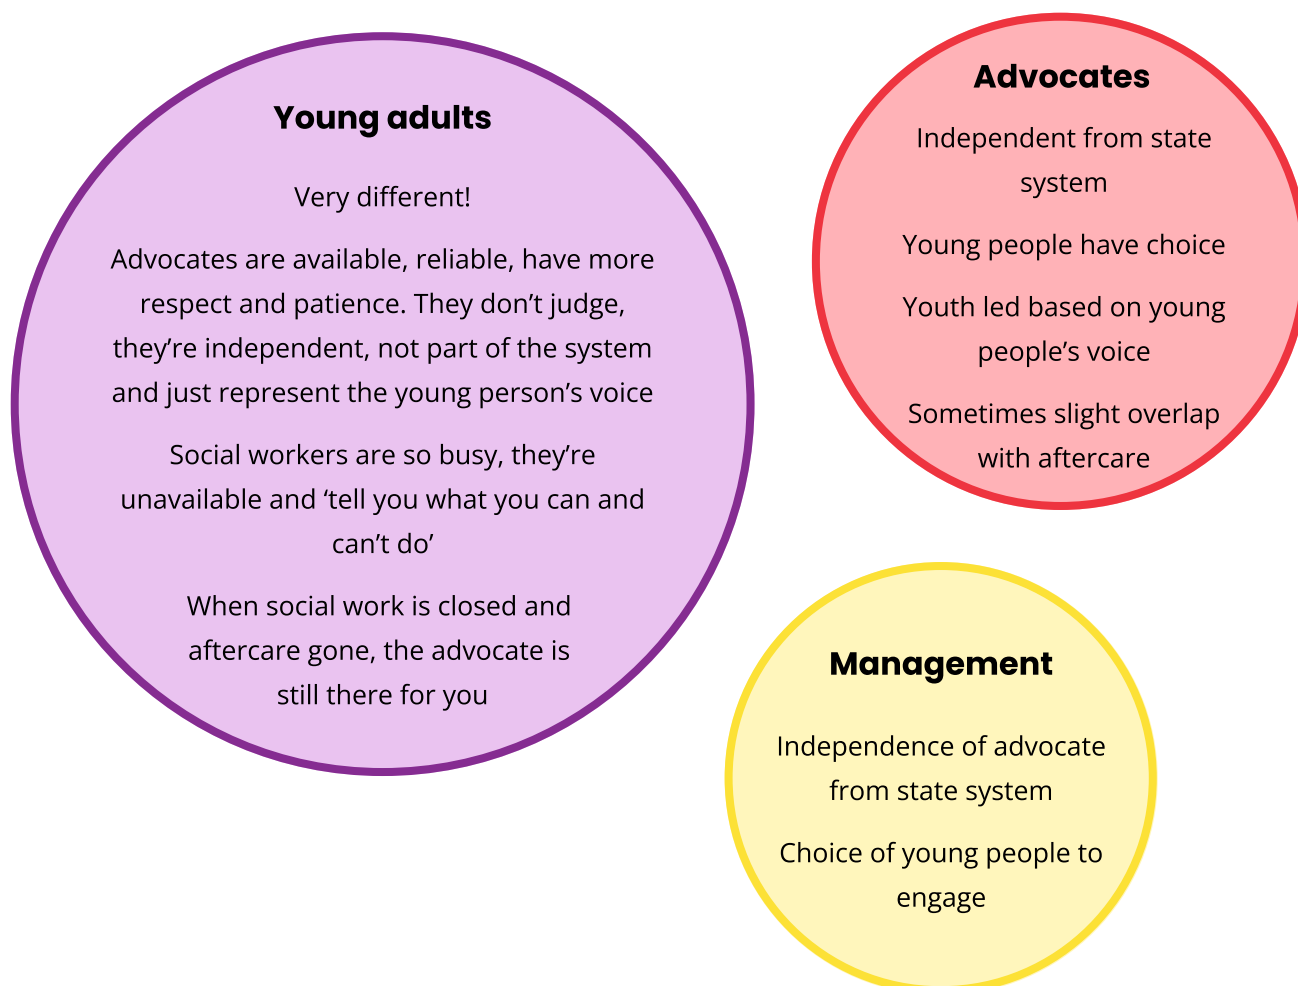 Young adults
Very different!
Advocates are available, reliable, have more
respect and patience. They don’t judge,
they’re independent, not part of the system
and just represent the young person’s voice
Social workers are so busy, they’re
unavailable and ‘tell you what you can and
can’t do’
When social work is closed and
aftercare gone, the advocate is
still there for you
Advocates
Independent from state
system
Young people have choice
Youth led based on young
people’s voice
Sometimes slight overlap
with aftercare
Management
Independence of advocate
from state system
Choice of young people to
engage